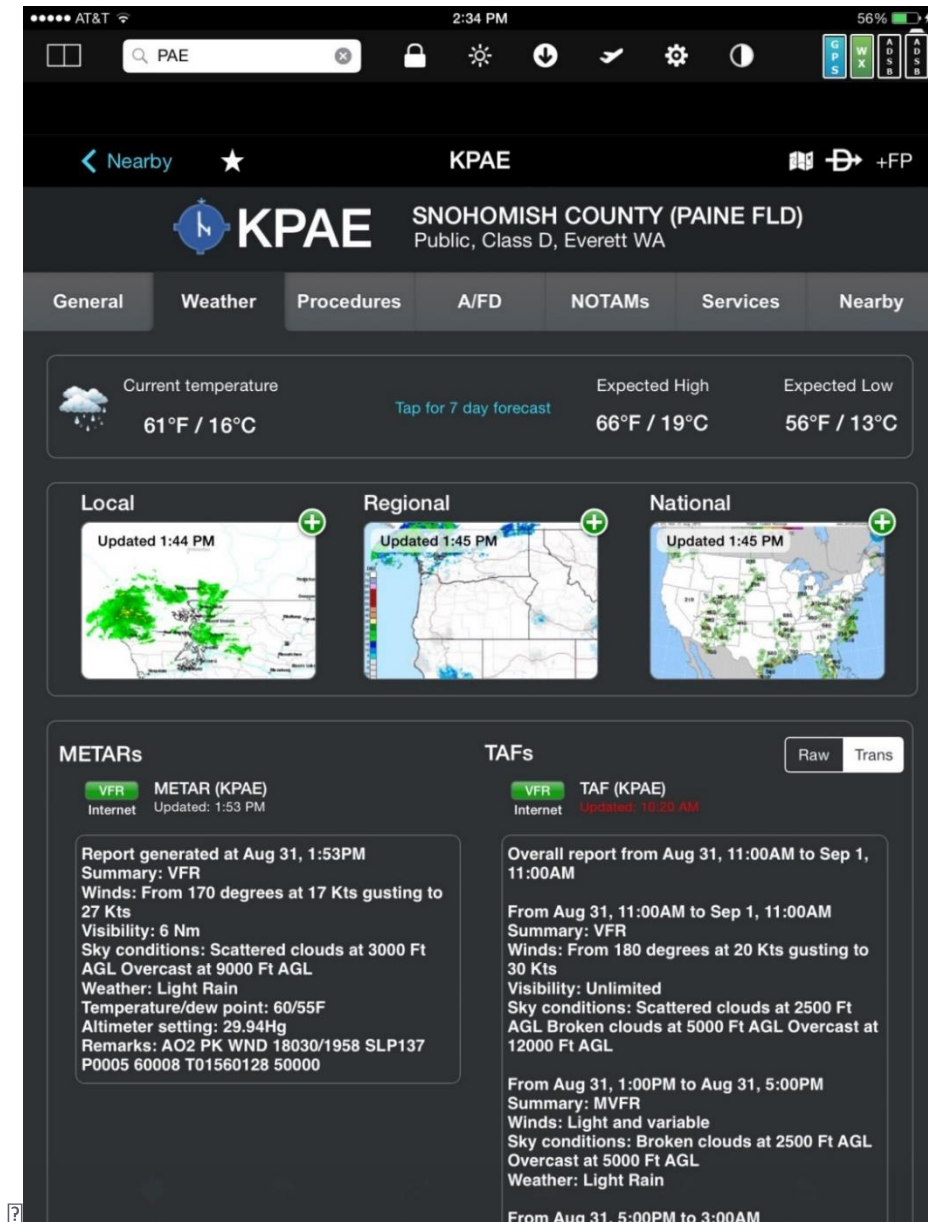 AT&T 2:34 PM 56%
PAE GPS WX ADSB ADSB
Nearby KPAE +FP
KPAE SNOHOMISH COUNTY (PAINE FLD)
Public, Class D, Everett WA
General Weather Procedures A/FD NOTAMs Services Nearby
Current temperature
61°F / 16°C
Tap for 7 day forecast
Expected High
66°F / 19°C
Expected Low
56°F / 13°C
Local
Updated 1:44 PM
Regional
Updated 1:45 PM
National
Updated 1:45 PM
METARs
VFR METAR (KPAE)
Internet Updated: 1:53 PM
Report generated at Aug 31, 1:53PM
Summary: VFR
Winds: From 170 degrees at 17 Kts gusting to
27 Kts
Visibility: 6 Nm
Sky conditions: Scattered clouds at 3000 Ft
AGL Overcast at 9000 Ft AGL
Weather: Light Rain
Temperature/dew point: 60/55F
Altimeter setting: 29.94Hg
Remarks: AO2 PK WND 18030/1958 SLP137
P0005 60008 T01560128 50000
TAFs Raw Trans
VFR TAF (KPAE)
Internet Updated: 10:20 AM
Overall report from Aug 31, 11:00AM to Sep 1,
11:00AM
From Aug 31, 11:00AM to Sep 1, 11:00AM
Summary: VFR
Winds: From 180 degrees at 20 Kts gusting to
30 Kts
Visibility: Unlimited
Sky conditions: Scattered clouds at 2500 Ft
AGL Broken clouds at 5000 Ft AGL Overcast at
12000 Ft AGL
From Aug 31, 1:00PM to Aug 31, 5:00PM
Summary: MVFR
Winds: Light and variable
Sky conditions: Broken clouds at 2500 Ft AGL
Overcast at 5000 Ft AGL
Weather: Light Rain
From Aug 31, 5:00PM to 3:00AM